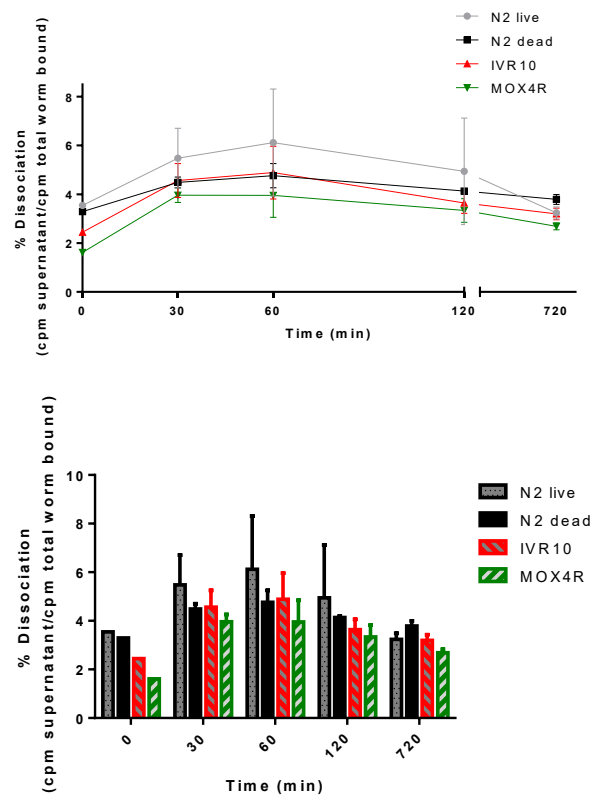 N2 live
N2 dead
IVR10
MOX4R
% Dissociation
(cpm supernatant/cpm total worm bound)
8
6
4
2
0
0 30 60 120 720
Time (min)
% Dissociation
(cpm supernatant/cpm total worm bound)
10
8
6
4
2
0
N2 live
N2 dead
IVR10
MOX4R
0 30 60 120 720
Time (min)